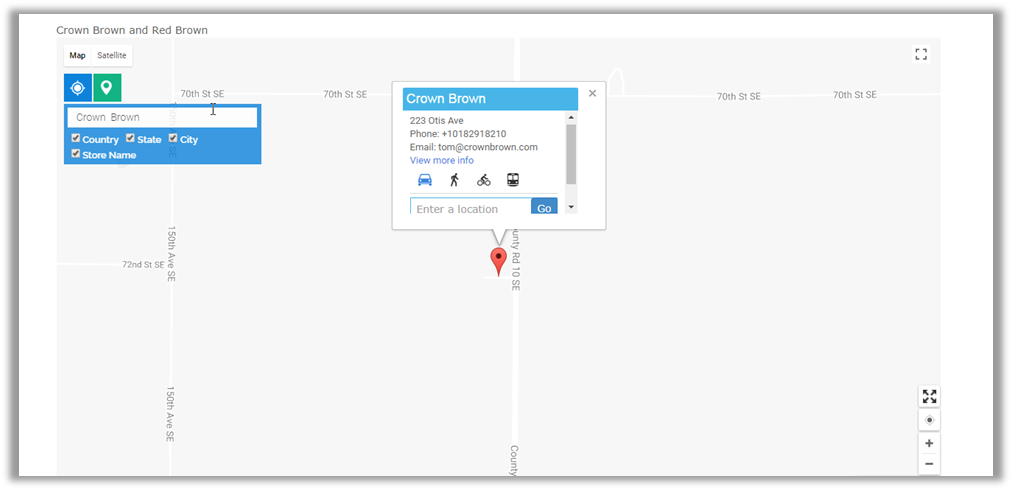 Crown Brown and Red Brown
Map
Satellite
70th St SE
70th St SE
70th St SE
70th St SE
Crown Brown
Country
State
City
Store Name
Crown Brown
×
223 Otis Ave
Phone: +10182918210
Email: tom@crownbrown.com
View more info
Enter a location
Go
150th Ave SE
72nd St SE
County Rd 10 SE
150th Ave SE
County
+
−